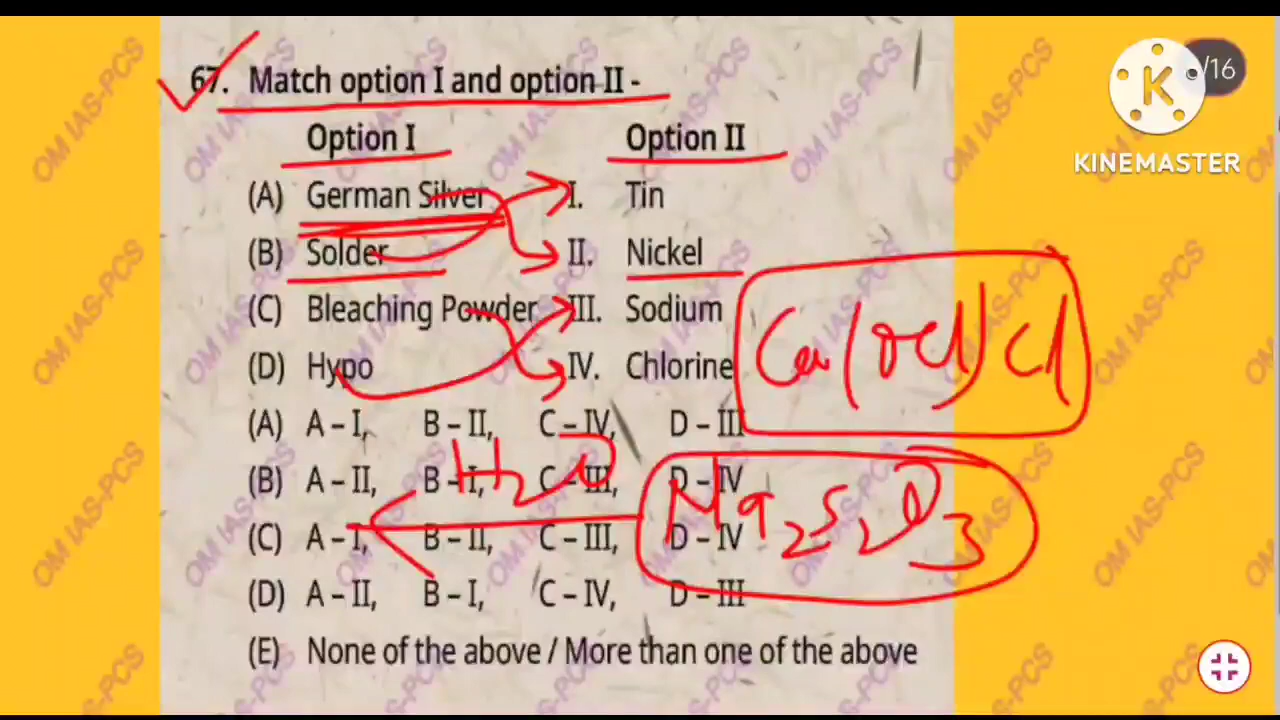 67. Match option I and option II -
Option I Option II
(A) German Silver I. Tin
(B) Solder II. Nickel
(C) Bleaching Powder III. Sodium
(D) Hypo IV. Chlorine
Ca(OCl)Cl
(A) A – I, B – II, C – IV, D – III
H2O
(B) A – II, B – I, C – III, D – IV
Na2S2O3
(C) A – I, B – II, C – III, D – IV
(D) A – II, B – I, C – IV, D – III
(E) None of the above / More than one of the above
K
/16
KINEMASTER
OM IAS-PCS